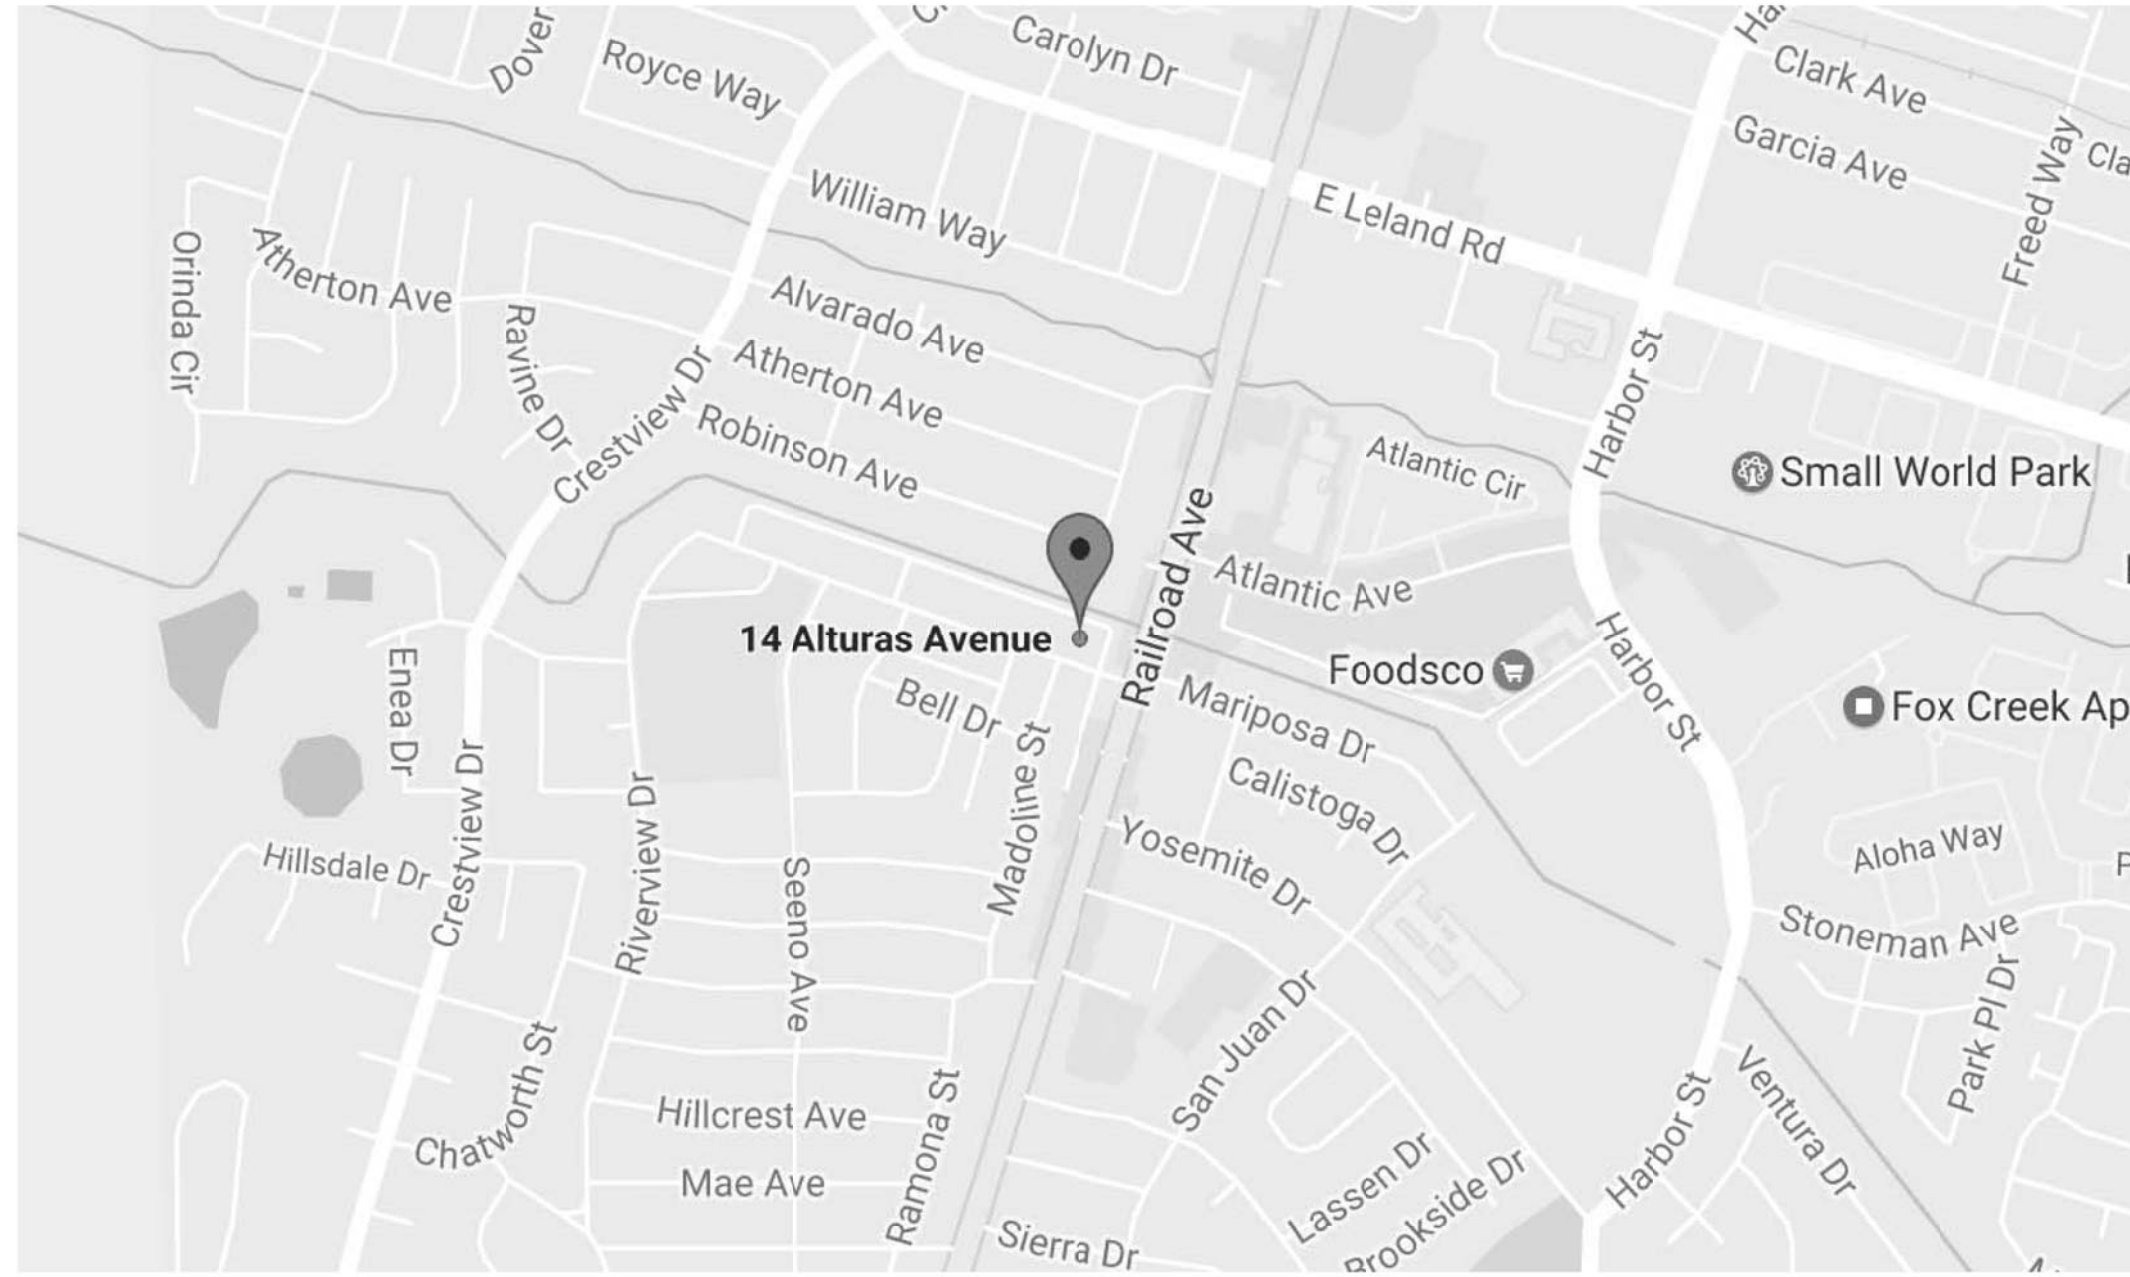 Dover
Royce Way
Carolyn Dr
Clark Ave
Garcia Ave
Freed Way
William Way
E Leland Rd
Orinda Cir
Atherton Ave
Ravine Dr
Crestview Dr
Alvarado Ave
Atherton Ave
Robinson Ave
Harbor St
Atlantic Cir
Small World Park
Railroad Ave
Atlantic Ave
14 Alturas Avenue
Foodsco
Harbor St
Fox Creek Ap
Enea Dr
Bell Dr
Mariposa Dr
Madoline St
Calistoga Dr
Crestview Dr
Riverview Dr
Yosemite Dr
Aloha Way
Hillsdale Dr
Seeno Ave
Stoneman Ave
San Juan Dr
Park Pl Dr
Chatworth St
Hillcrest Ave
Ramona St
Mae Ave
Harbor St
Ventura Dr
Lassen Dr
Brookside Dr
Sierra Dr